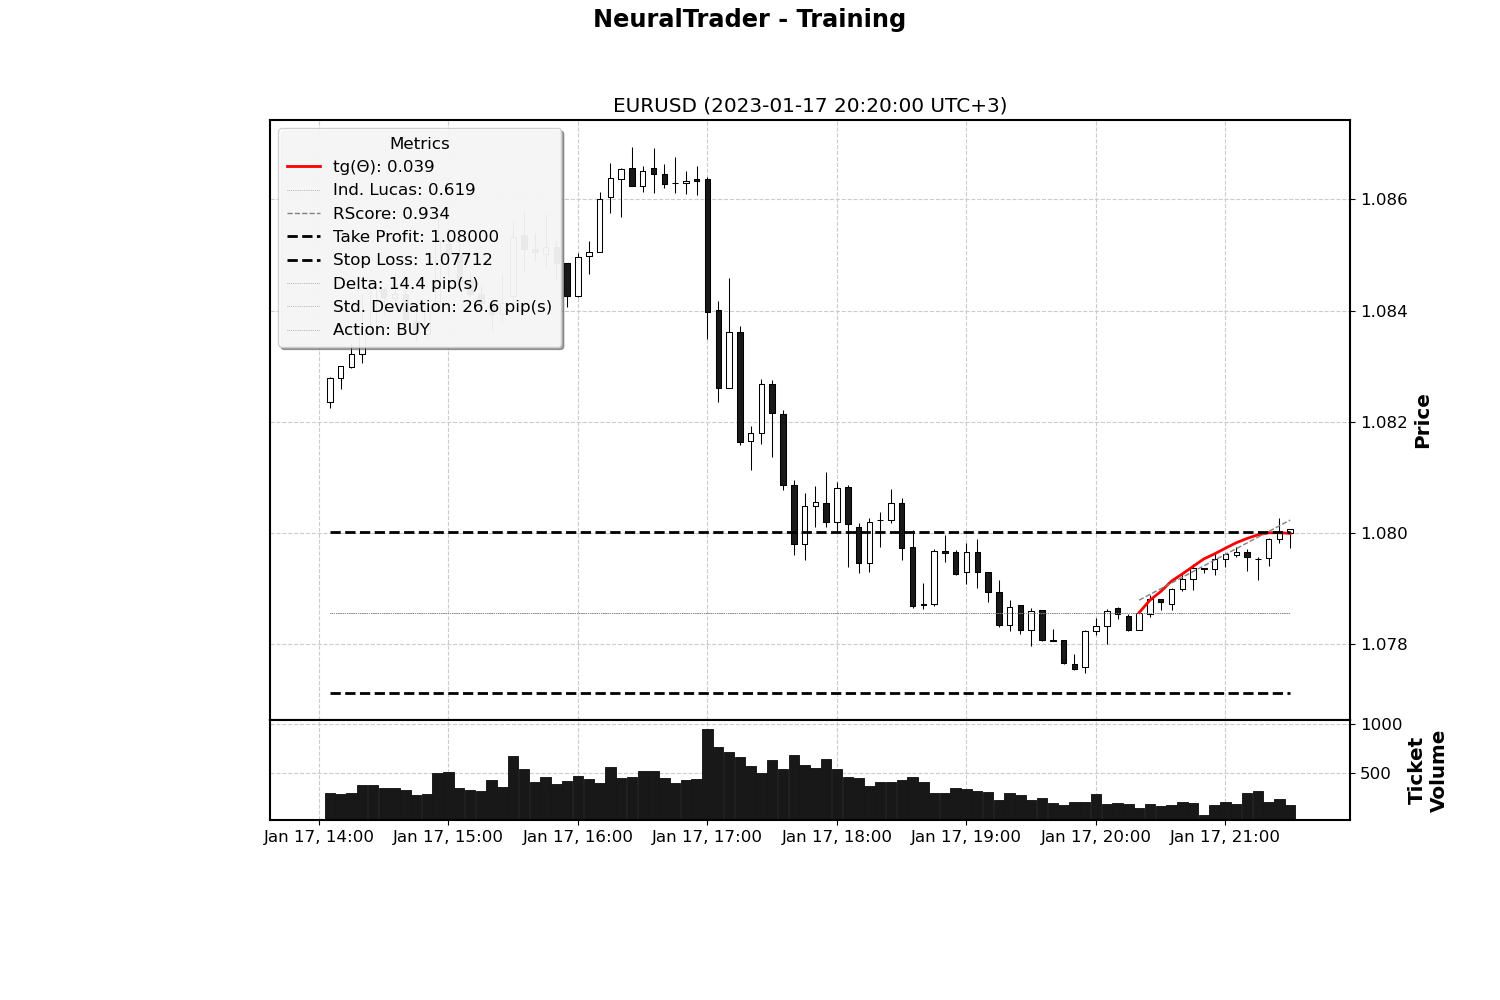 NeuralTrader - Training
EURUSD (2023-01-17 20:20:00 UTC+3)
Metrics
tg(Θ): 0.039
Ind. Lucas: 0.619
RScore: 0.934
Take Profit: 1.08000
Stop Loss: 1.07712
Delta: 14.4 pip(s)
Std. Deviation: 26.6 pip(s)
Action: BUY
1.086
1.084
1.082
1.080
1.078
Price
1000
500
Ticket
Volume
Jan 17, 14:00 Jan 17, 15:00 Jan 17, 16:00 Jan 17, 17:00 Jan 17, 18:00 Jan 17, 19:00 Jan 17, 20:00 Jan 17, 21:00